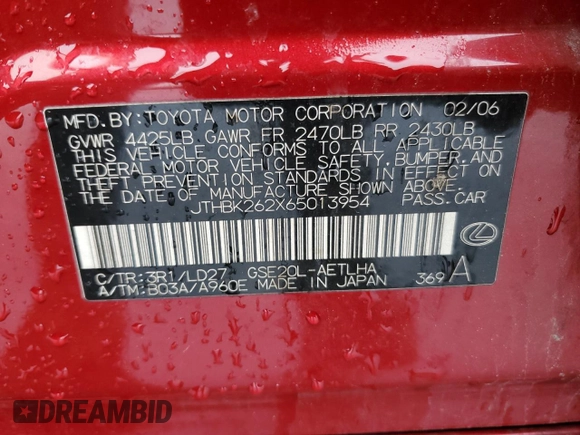 MFD. BY: TOYOTA MOTOR CORPORATION 02/06
GVWR 4425LB GAWR FR 2470LB RR 2430LB
THIS VEHICLE CONFORMS TO ALL APPLICABLE
FEDERAL MOTOR VEHICLE SAFETY, BUMPER, AND
THEFT PREVENTION STANDARDS IN EFFECT ON
THE DATE OF MANUFACTURE SHOWN ABOVE.
JTHBK262X65013954 PASS. CAR
C/TR: 3R1/LD27 GSE20L-AETLHA
A/TM: B03A/A960E MADE IN JAPAN 369 A
DREAMBID